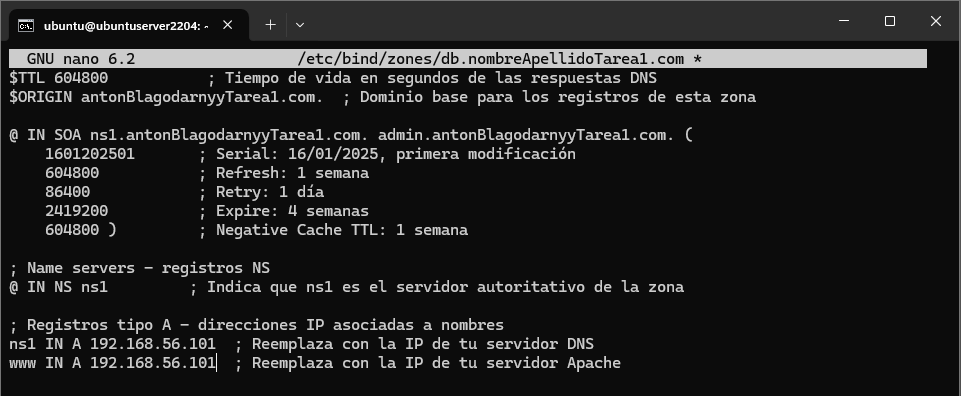 ubuntu@ubuntuserver2204: ~
GNU nano 6.2 /etc/bind/zones/db.nombreApellidoTarea1.com *
$TTL 604800 ; Tiempo de vida en segundos de las respuestas DNS
$ORIGIN antonBlagodarnyyTarea1.com. ; Dominio base para los registros de esta zona
@ IN SOA ns1.antonBlagodarnyyTarea1.com. admin.antonBlagodarnyyTarea1.com. (
1601202501 ; Serial: 16/01/2025, primera modificación
604800 ; Refresh: 1 semana
86400 ; Retry: 1 día
2419200 ; Expire: 4 semanas
604800 ) ; Negative Cache TTL: 1 semana
; Name servers - registros NS
@ IN NS ns1 ; Indica que ns1 es el servidor autoritativo de la zona
; Registros tipo A - direcciones IP asociadas a nombres
ns1 IN A 192.168.56.101 ; Reemplaza con la IP de tu servidor DNS
www IN A 192.168.56.101 ; Reemplaza con la IP de tu servidor Apache